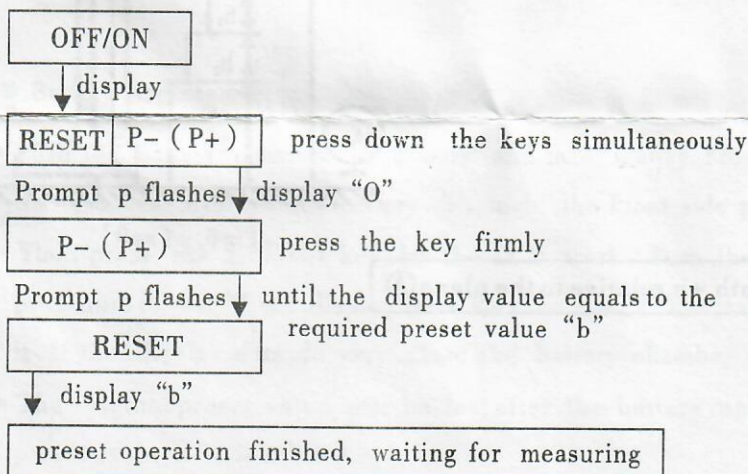 OFF/ON
display
RESET P- ( P+ ) press down the keys simultaneously
Prompt p flashes display “O”
P- ( P+ ) press the key firmly
Prompt p flashes until the display value equals to the
required preset value “b”
RESET
display “b”
preset operation finished, waiting for measuring